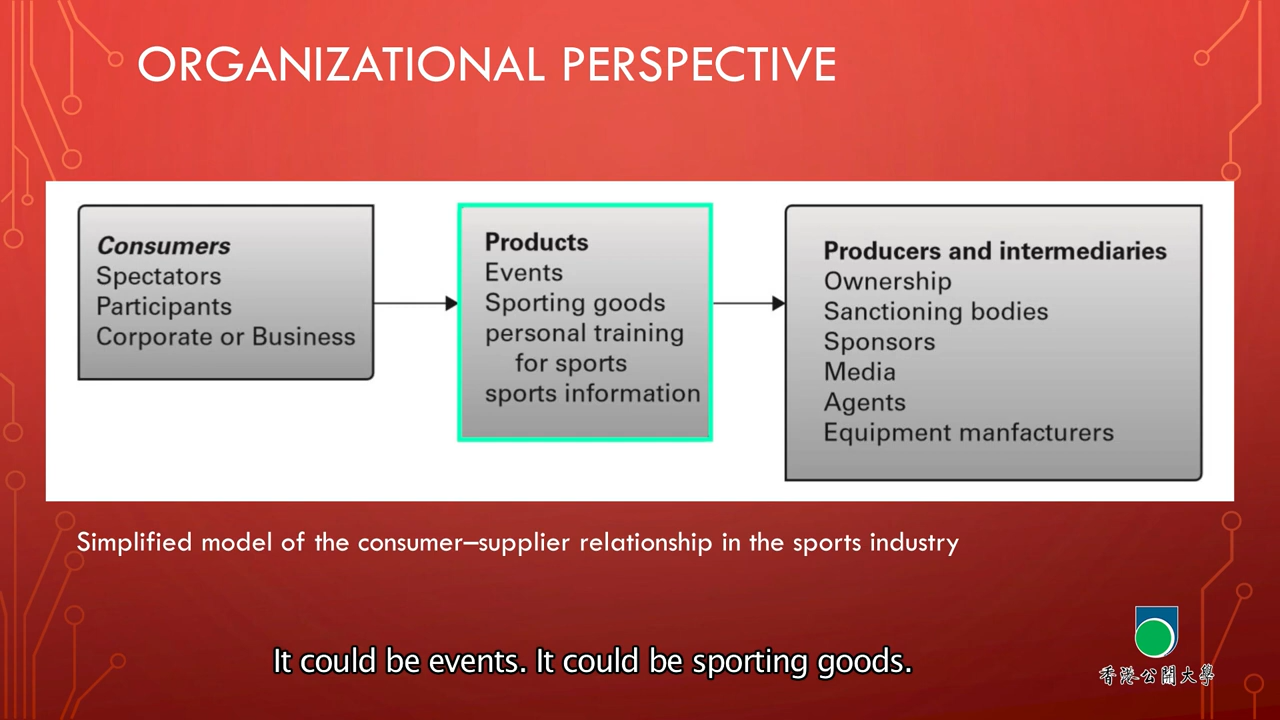 ORGANIZATIONAL PERSPECTIVE
Consumers
Spectators
Participants
Corporate or Business
Products
Events
Sporting goods
personal training
for sports
sports information
Producers and intermediaries
Ownership
Sanctioning bodies
Sponsors
Media
Agents
Equipment manfacturers
Simplified model of the consumer–supplier relationship in the sports industry
It could be events. It could be sporting goods.
香港公開大學